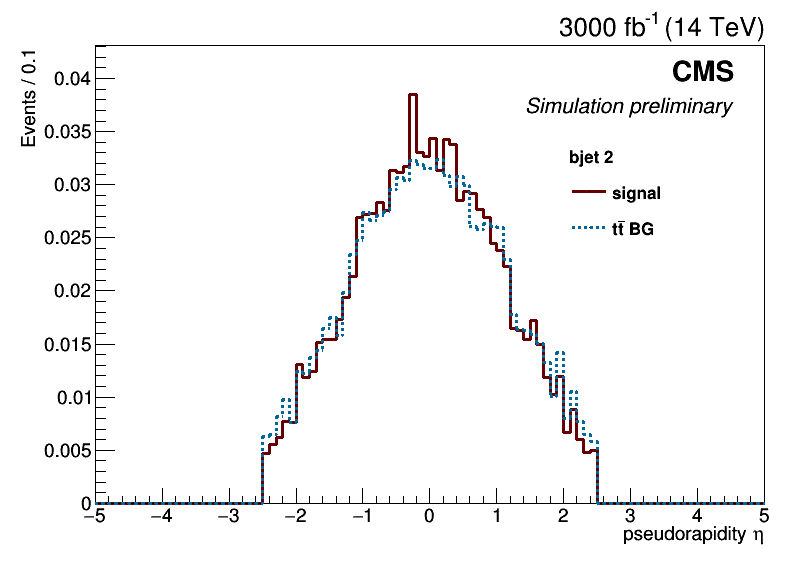 3000 fb-1 (14 TeV)
CMS
Simulation preliminary
bjet 2
signal
tt̄ BG
Events / 0.1
0.04
0.035
0.03
0.025
0.02
0.015
0.01
0.005
0
−5 −4 −3 −2 −1 0 1 2 3 4 5
pseudorapidity η